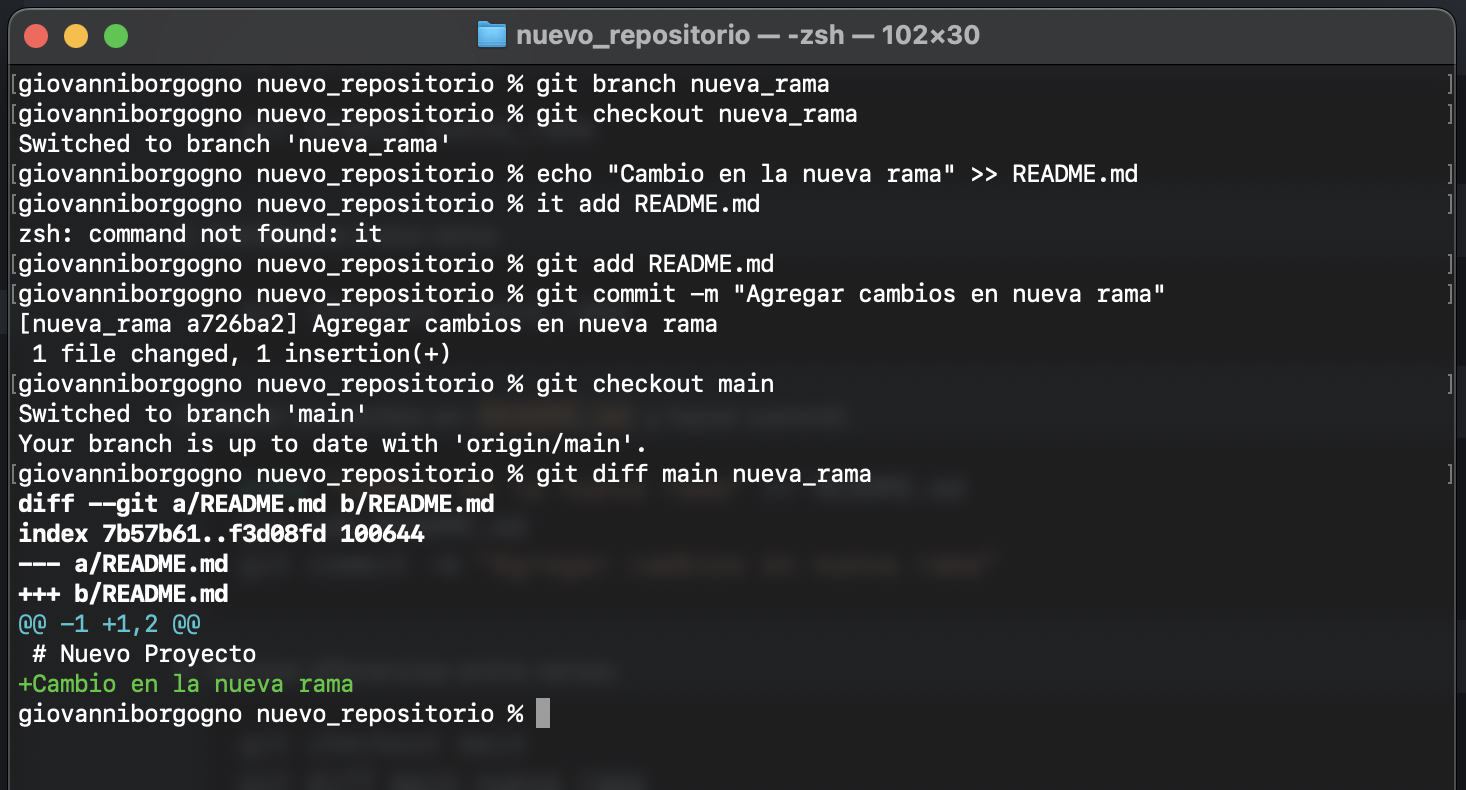 nuevo_repositorio — -zsh — 102×30
[giovanniborgogno nuevo_repositorio % git branch nueva_rama ]
[giovanniborgogno nuevo_repositorio % git checkout nueva_rama ]
Switched to branch 'nueva_rama'
[giovanniborgogno nuevo_repositorio % echo "Cambio en la nueva rama" >> README.md ]
[giovanniborgogno nuevo_repositorio % it add README.md ]
zsh: command not found: it
[giovanniborgogno nuevo_repositorio % git add README.md ]
[giovanniborgogno nuevo_repositorio % git commit -m "Agregar cambios en nueva rama" ]
[nueva_rama a726ba2] Agregar cambios en nueva rama
 1 file changed, 1 insertion(+)
[giovanniborgogno nuevo_repositorio % git checkout main ]
Switched to branch 'main'
Your branch is up to date with 'origin/main'.
[giovanniborgogno nuevo_repositorio % git diff main nueva_rama ]
diff --git a/README.md b/README.md
index 7b57b61..f3d08fd 100644
--- a/README.md
+++ b/README.md
@@ -1 +1,2 @@
 # Nuevo Proyecto
+Cambio en la nueva rama
giovanniborgogno nuevo_repositorio %